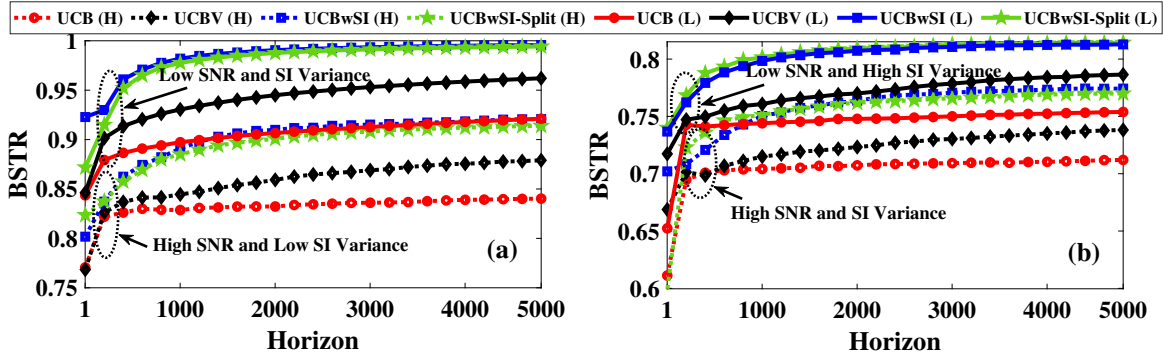 UCB (H) UCBV (H) UCBwSI (H) UCBwSI-Split (H) UCB (L) UCBV (L) UCBwSI (L) UCBwSI-Split (L)
1
0.95
0.9
0.85
0.8
0.75
BSTR
Low SNR and SI Variance
High SNR and Low SI Variance
(a)
1 1000 2000 3000 4000 5000
Horizon
0.8
0.75
0.7
0.65
0.6
BSTR
Low SNR and High SI Variance
High SNR and SI Variance
(b)
1 1000 2000 3000 4000 5000
Horizon